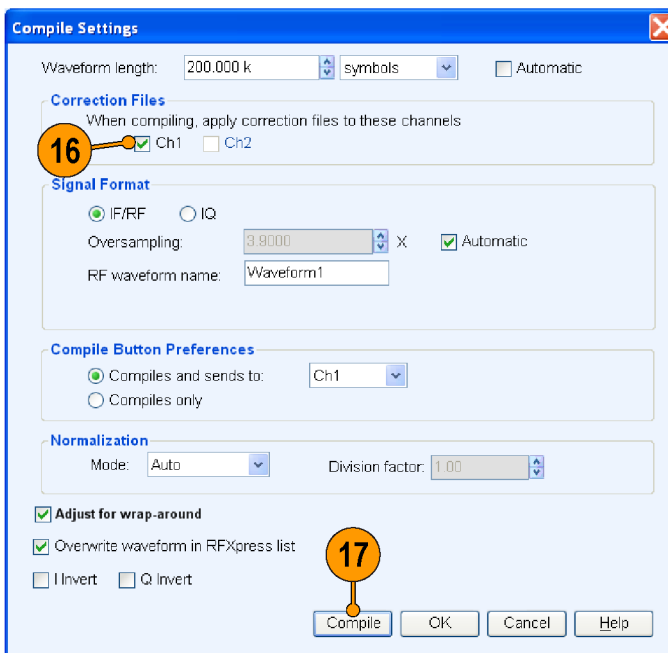 Compile Settings
Waveform length: 200.000 k symbols Automatic
Correction Files
When compiling, apply correction files to these channels
16 Ch1 Ch2
Signal Format
IF/RF IQ
Oversampling: 3.9000 X Automatic
RF waveform name: Waveform1
Compile Button Preferences
Compiles and sends to: Ch1
Compiles only
Normalization
Mode: Auto Division factor: 1.00
Adjust for wrap-around
Overwrite waveform in RFXpress list
17
I Invert Q Invert
Compile OK Cancel Help